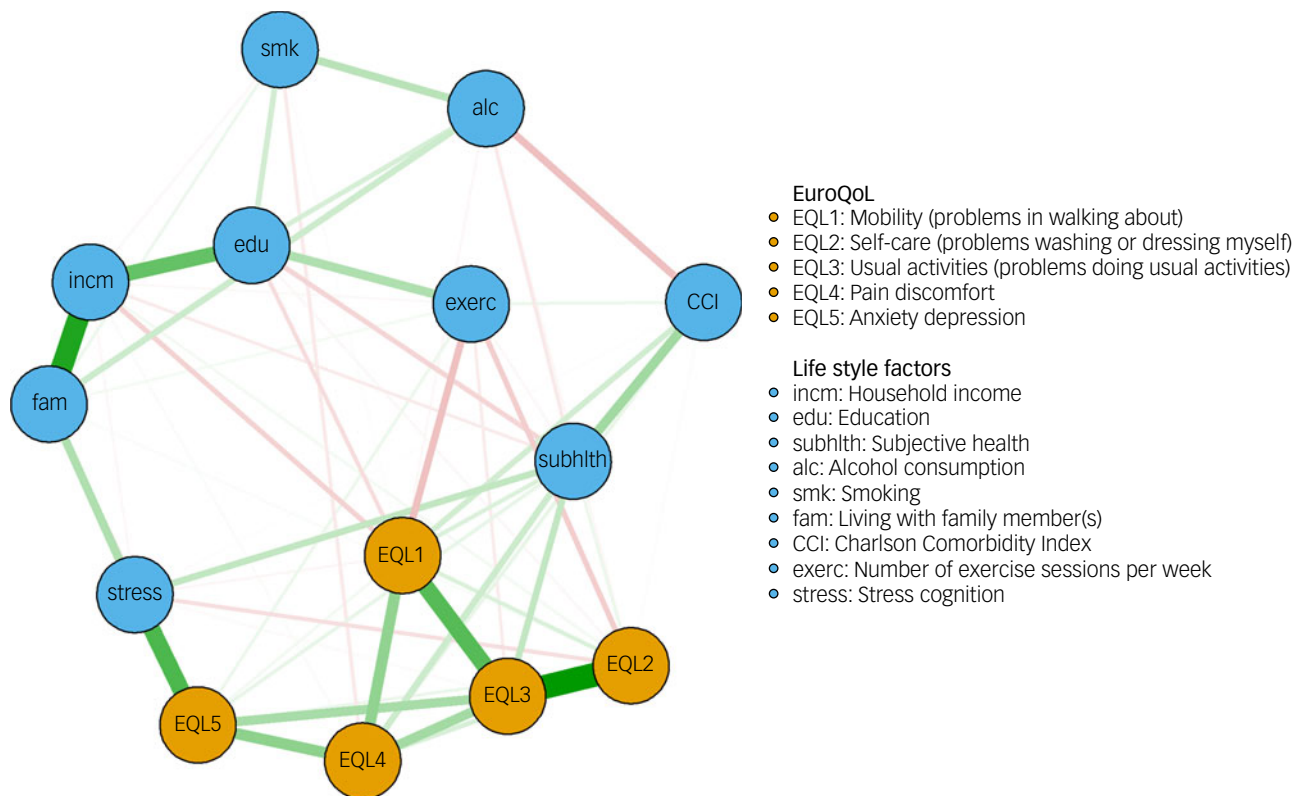 smk
alc
edu
incm
exerc
CCI
fam
subhlth
EQL1
stress
EQL2
EQL3
EQL5
EQL4
EuroQoL
EQL1: Mobility (problems in walking about)
EQL2: Self-care (problems washing or dressing myself)
EQL3: Usual activities (problems doing usual activities)
EQL4: Pain discomfort
EQL5: Anxiety depression
Life style factors
incm: Household income
edu: Education
subhlth: Subjective health
alc: Alcohol consumption
smk: Smoking
fam: Living with family member(s)
CCI: Charlson Comorbidity Index
exerc: Number of exercise sessions per week
stress: Stress cognition